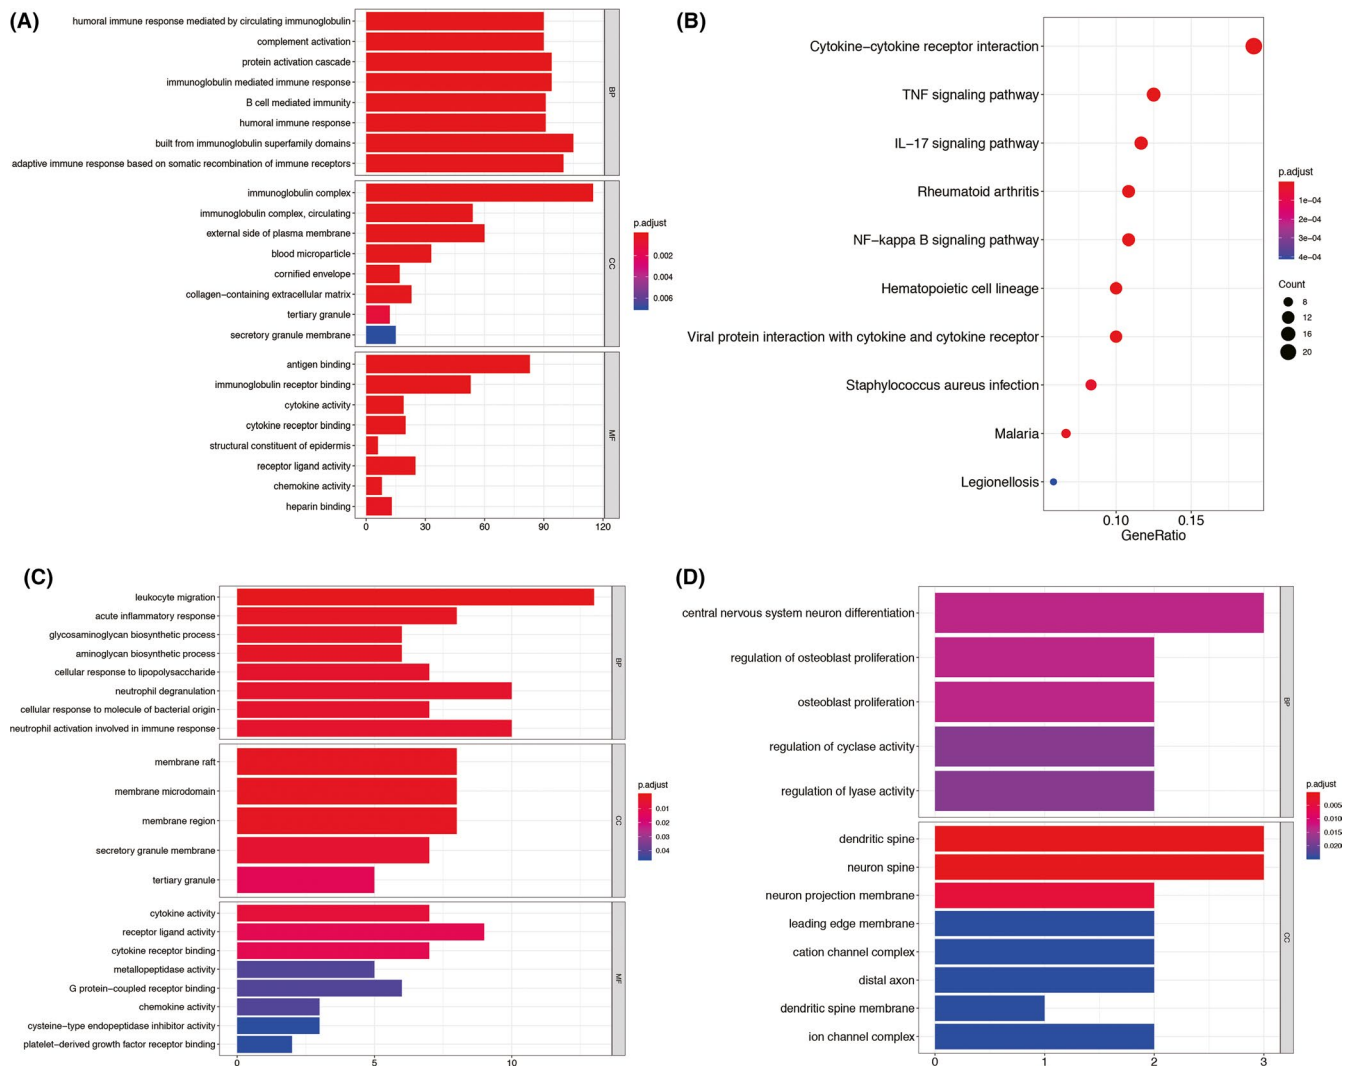 (A)
humoral immune response mediated by circulating immunoglobulin
complement activation
protein activation cascade
immunoglobulin mediated immune response
B cell mediated immunity
humoral immune response
built from immunoglobulin superfamily domains
adaptive immune response based on somatic recombination of immune receptors
BP
immunoglobulin complex
immunoglobulin complex, circulating
external side of plasma membrane
blood microparticle
cornified envelope
collagen−containing extracellular matrix
tertiary granule
secretory granule membrane
CC
antigen binding
immunoglobulin receptor binding
cytokine activity
cytokine receptor binding
structural constituent of epidermis
receptor ligand activity
chemokine activity
heparin binding
MF
0 30 60 90 120
p.adjust
0.002
0.004
0.006
(B)
Cytokine−cytokine receptor interaction
TNF signaling pathway
IL−17 signaling pathway
Rheumatoid arthritis
NF−kappa B signaling pathway
Hematopoietic cell lineage
Viral protein interaction with cytokine and cytokine receptor
Staphylococcus aureus infection
Malaria
Legionellosis
0.10 0.15
GeneRatio
p.adjust
1e−04
2e−04
3e−04
4e−04
Count
8
12
16
20
(C)
leukocyte migration
acute inflammatory response
glycosaminoglycan biosynthetic process
aminoglycan biosynthetic process
cellular response to lipopolysaccharide
neutrophil degranulation
cellular response to molecule of bacterial origin
neutrophil activation involved in immune response
BP
membrane raft
membrane microdomain
membrane region
secretory granule membrane
tertiary granule
CC
cytokine activity
receptor ligand activity
cytokine receptor binding
metallopeptidase activity
G protein−coupled receptor binding
chemokine activity
cysteine−type endopeptidase inhibitor activity
platelet−derived growth factor receptor binding
MF
0 5 10
p.adjust
0.01
0.02
0.03
0.04
(D)
central nervous system neuron differentiation
regulation of osteoblast proliferation
osteoblast proliferation
regulation of cyclase activity
regulation of lyase activity
BP
dendritic spine
neuron spine
neuron projection membrane
leading edge membrane
cation channel complex
distal axon
dendritic spine membrane
ion channel complex
CC
0 1 2 3
p.adjust
0.005
0.010
0.015
0.020